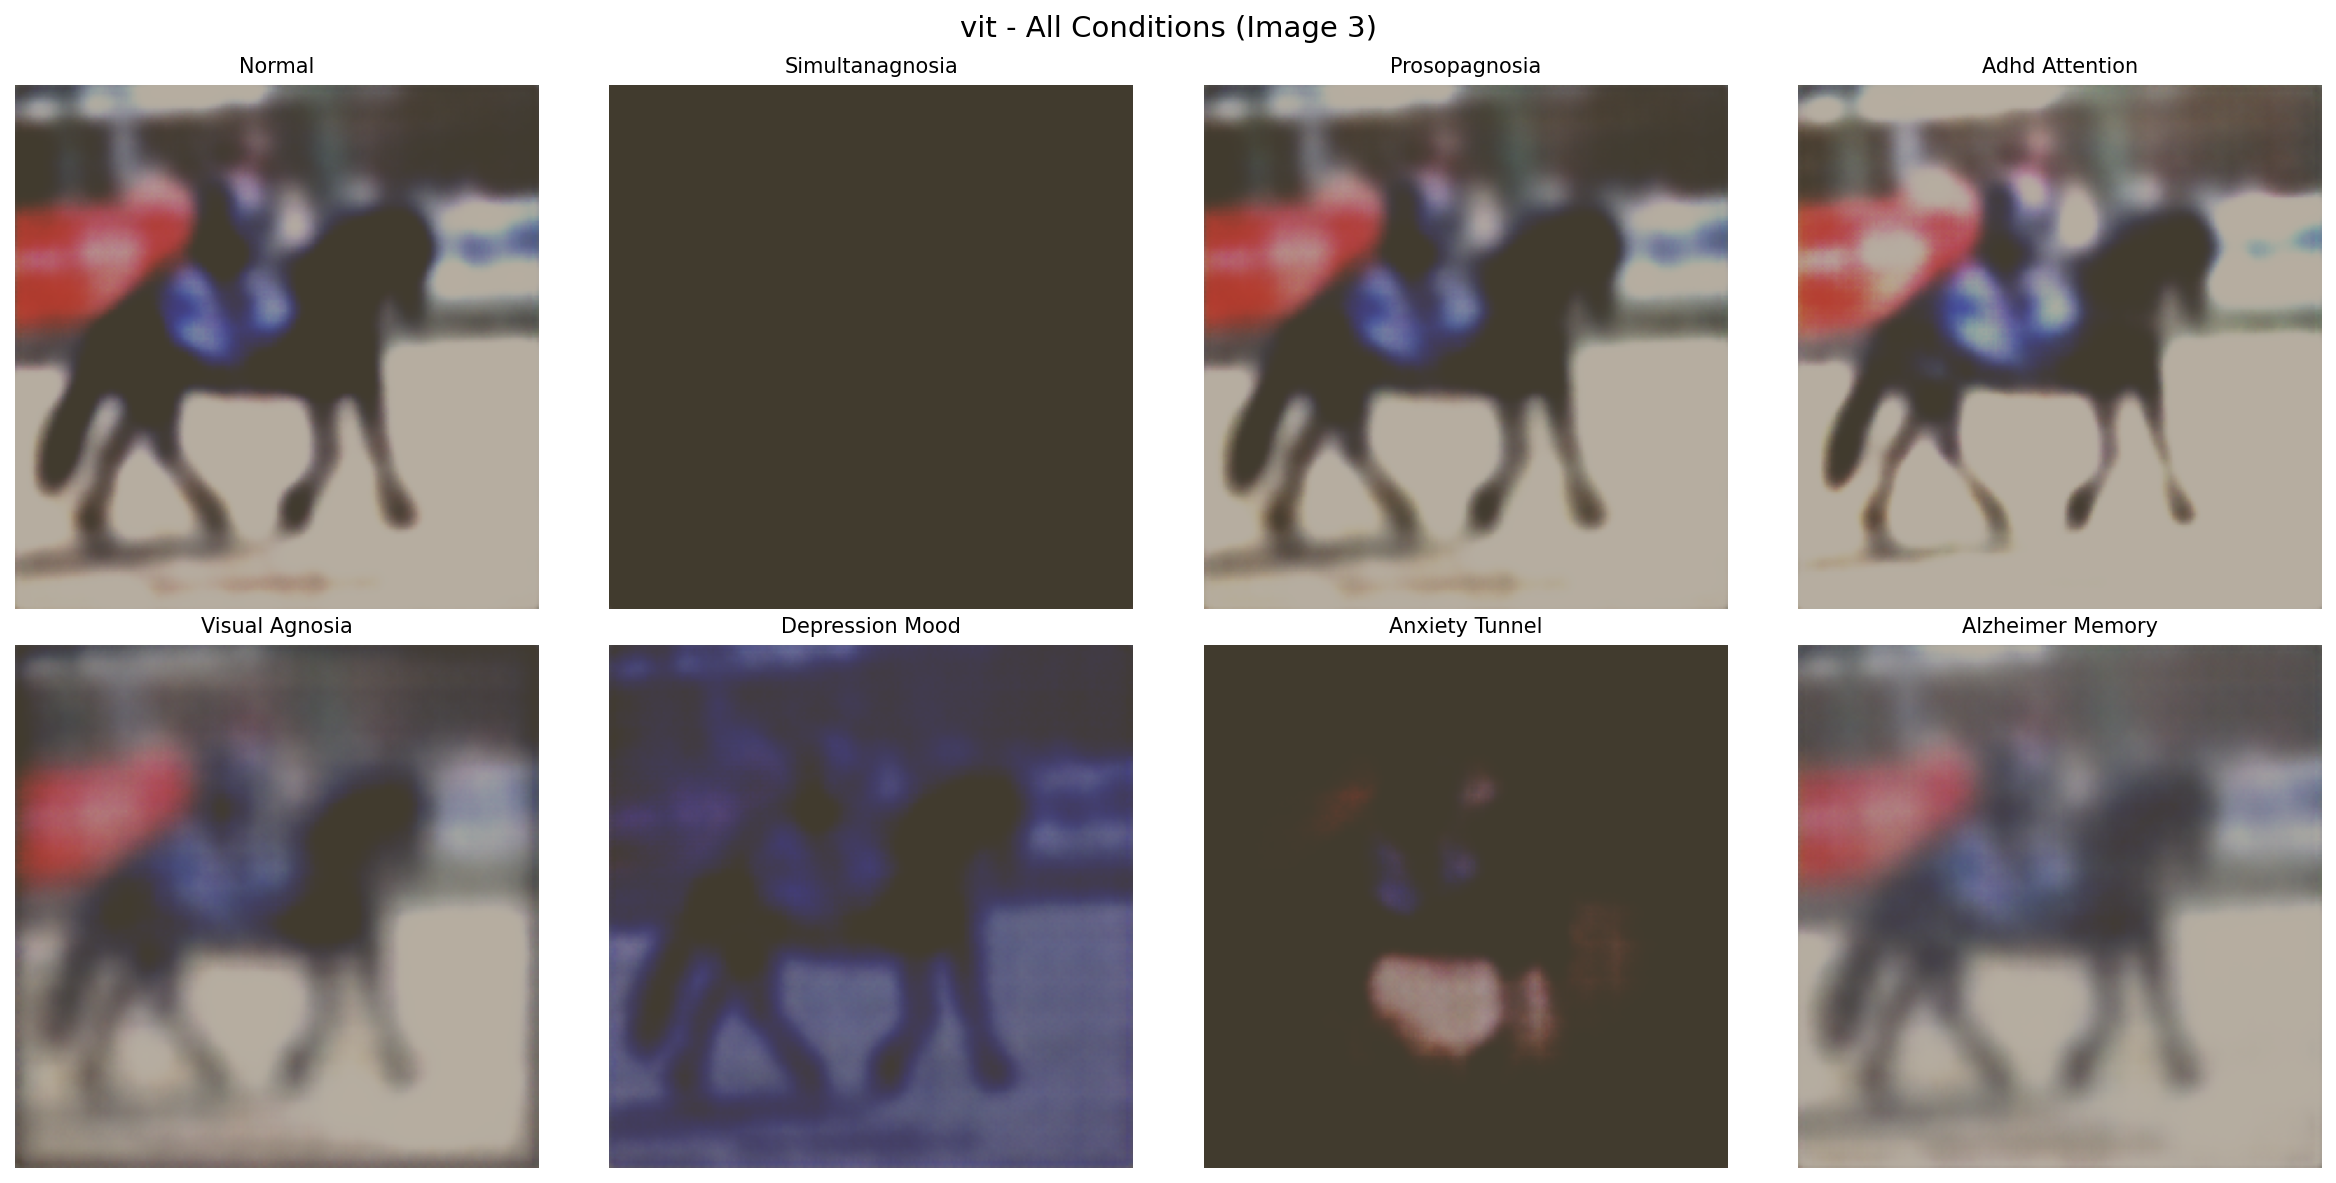 vit - All Conditions (Image 3)
Normal
Simultanagnosia
Prosopagnosia
Adhd Attention
Visual Agnosia
Depression Mood
Anxiety Tunnel
Alzheimer Memory